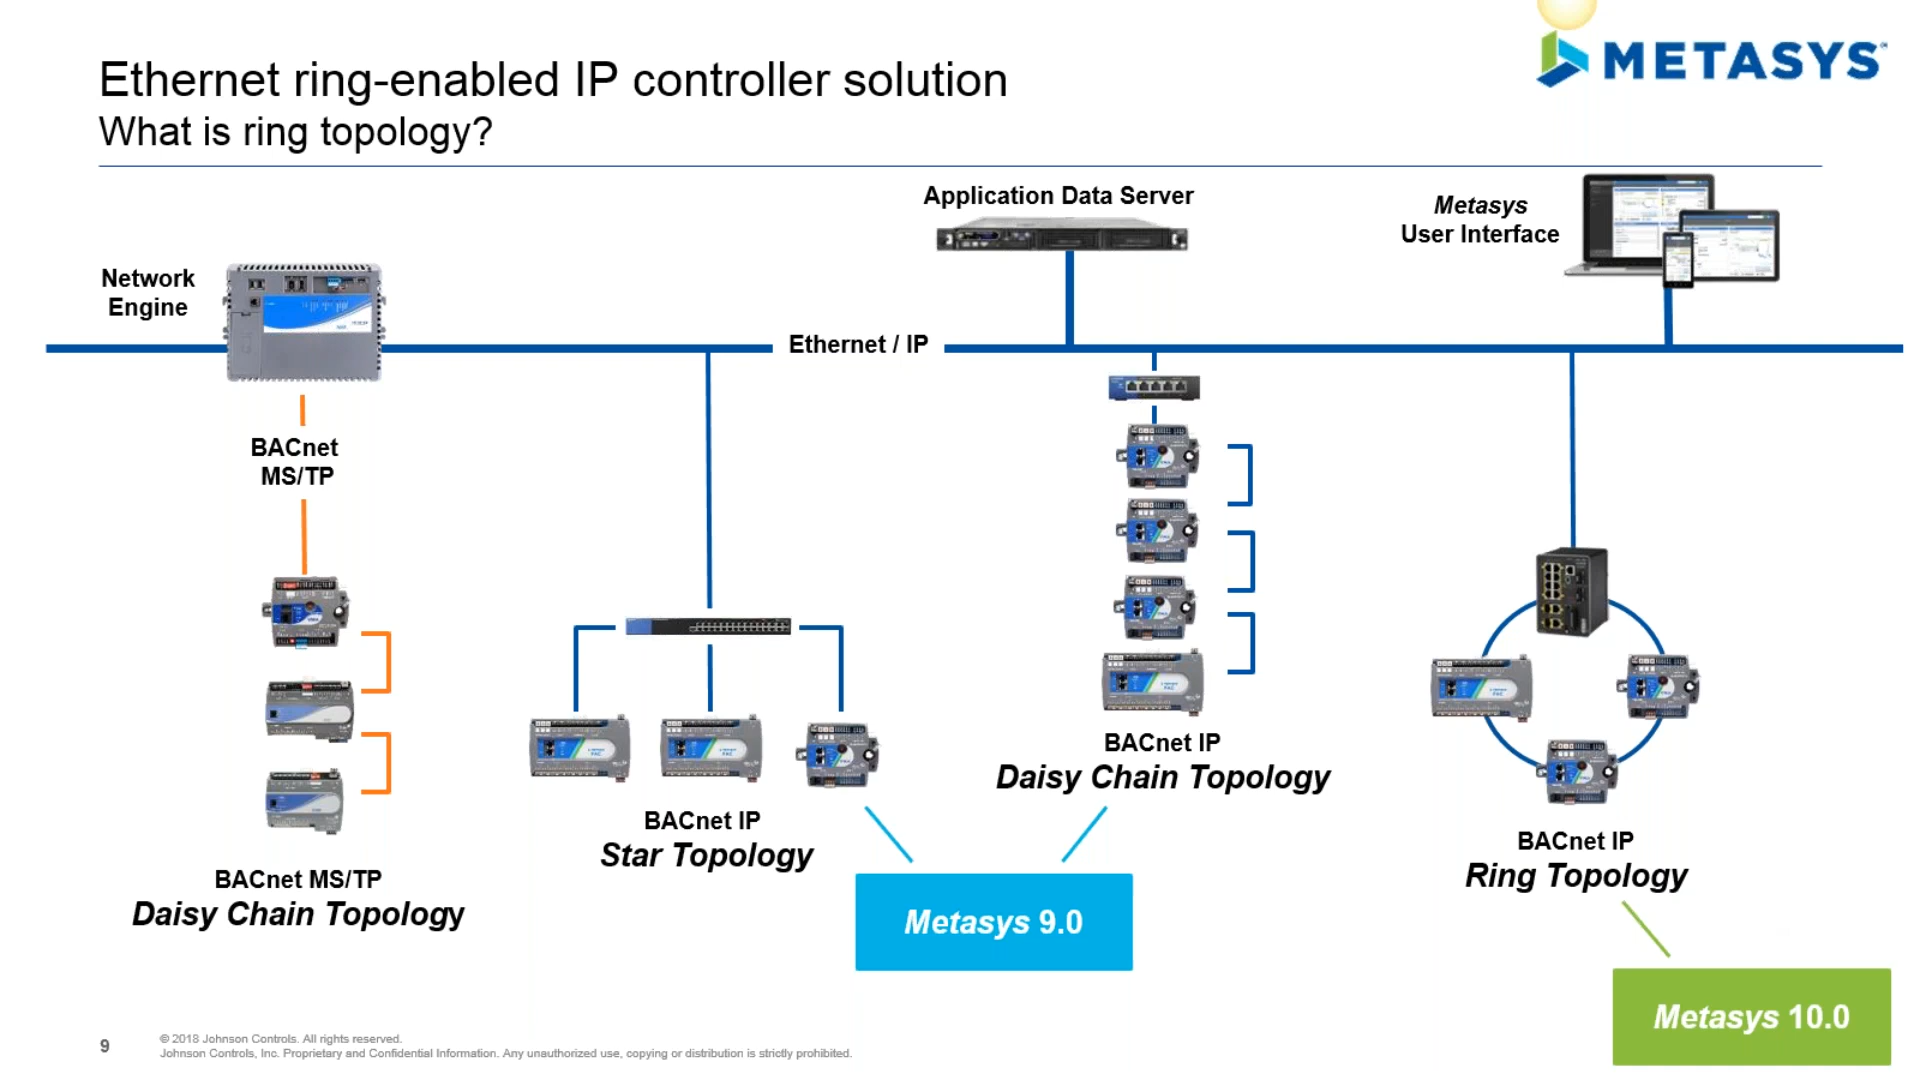 Ethernet ring-enabled IP controller solution
What is ring topology?
METASYS
Application Data Server
Metasys
User Interface
Network
Engine
Ethernet / IP
BACnet
MS/TP
BACnet IP
Daisy Chain Topology
BACnet IP
Star Topology
BACnet IP
Ring Topology
BACnet MS/TP
Daisy Chain Topology
Metasys 9.0
Metasys 10.0
9
© 2018 Johnson Controls. All rights reserved.
Johnson Controls, Inc. Proprietary and Confidential Information. Any unauthorized use, copying or distribution is strictly prohibited.